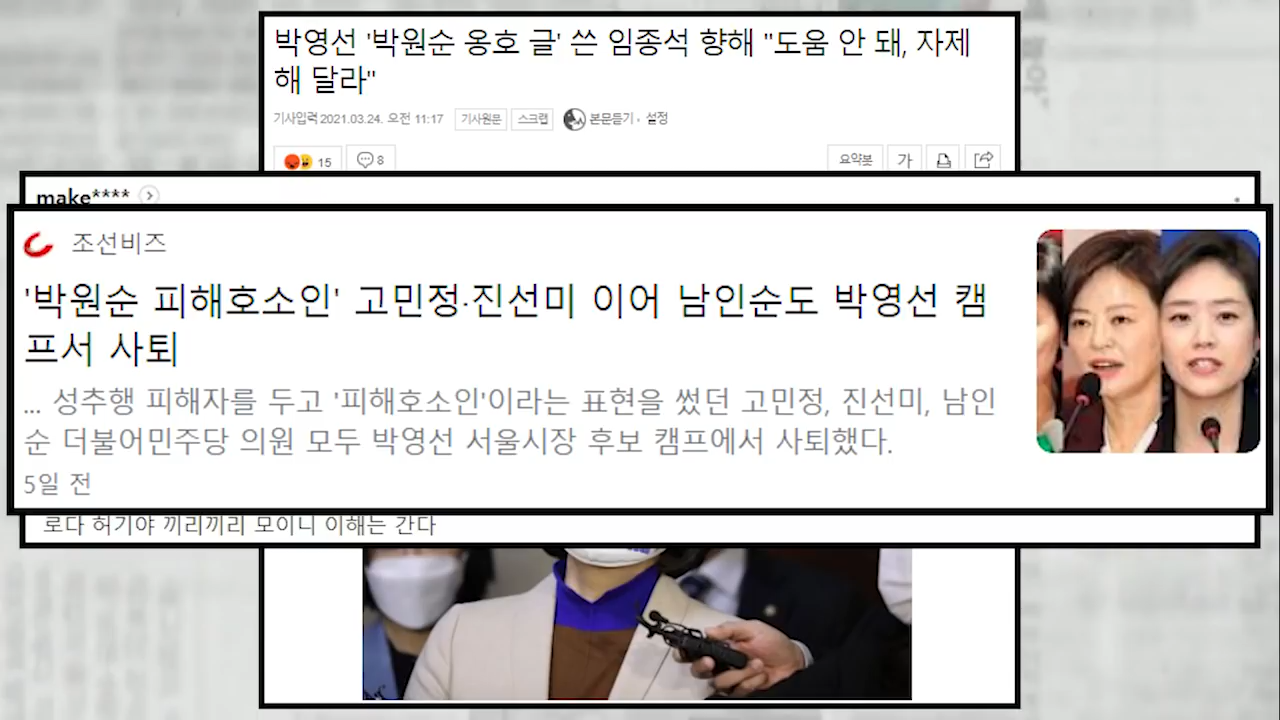 박영선 '박원순 옹호 글' 쓴 임종석 향해 "도움 안 돼, 자제
해 달라"
기사입력 2021.03.24. 오전 11:17 기사원문 스크랩 본문듣기 · 설정
15 8 요약봇 가
make****
조선비즈
'박원순 피해호소인' 고민정·진선미 이어 남인순도 박영선 캠
프서 사퇴
... 성추행 피해자를 두고 '피해호소인'이라는 표현을 썼던 고민정, 진선미, 남인
순 더불어민주당 의원 모두 박영선 서울시장 후보 캠프에서 사퇴했다.
5일 전
로다 허기야 끼리끼리 모이니 이해는 간다